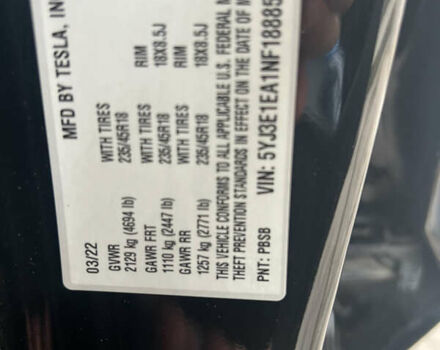 MFD BY TESLA, IN
03/22
GVWR
2129 kg (4694 lb)
WITH TIRES
235/45R18
GAWR FRT
1110 kg (2447 lb)
WITH TIRES
235/45R18
RIM
18X8.5J
GAWR RR
1257 kg (2771 lb)
WITH TIRES
235/45R18
RIM
18X8.5J
THIS VEHICLE CONFORMS TO ALL APPLICABLE U.S. FEDERAL M
THEFT PREVENTION STANDARDS IN EFFECT ON THE DATE OF M
PNT: PBSB
VIN: 5YJ3E1EA1NF18885